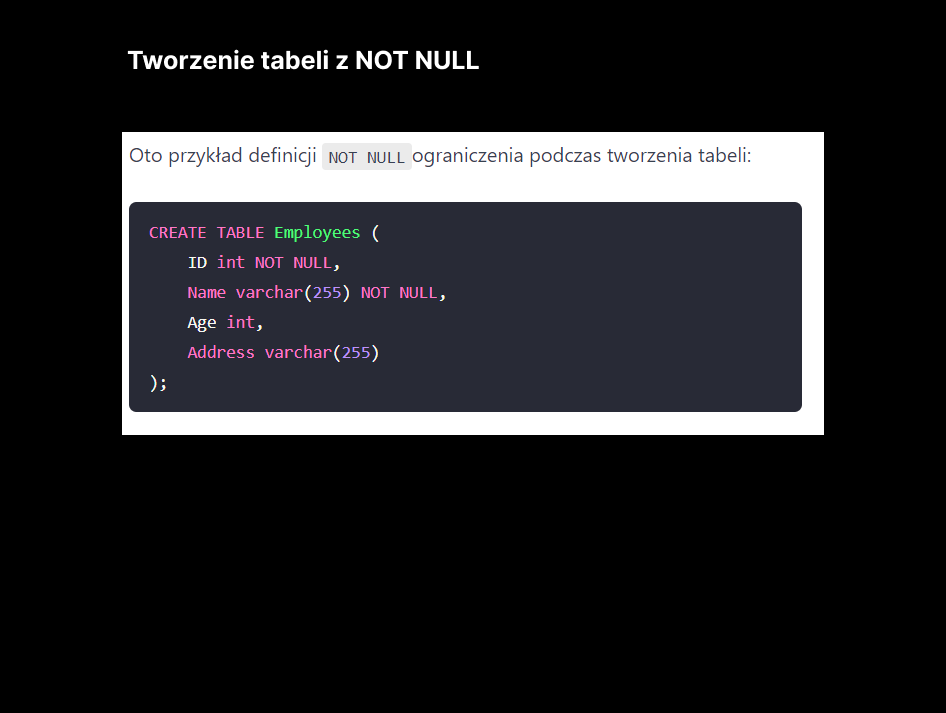 Tworzenie tabeli z NOT NULL
Oto przykład definicji NOT NULL ograniczenia podczas tworzenia tabeli:
CREATE TABLE Employees (
    ID int NOT NULL,
    Name varchar(255) NOT NULL,
    Age int,
    Address varchar(255)
);